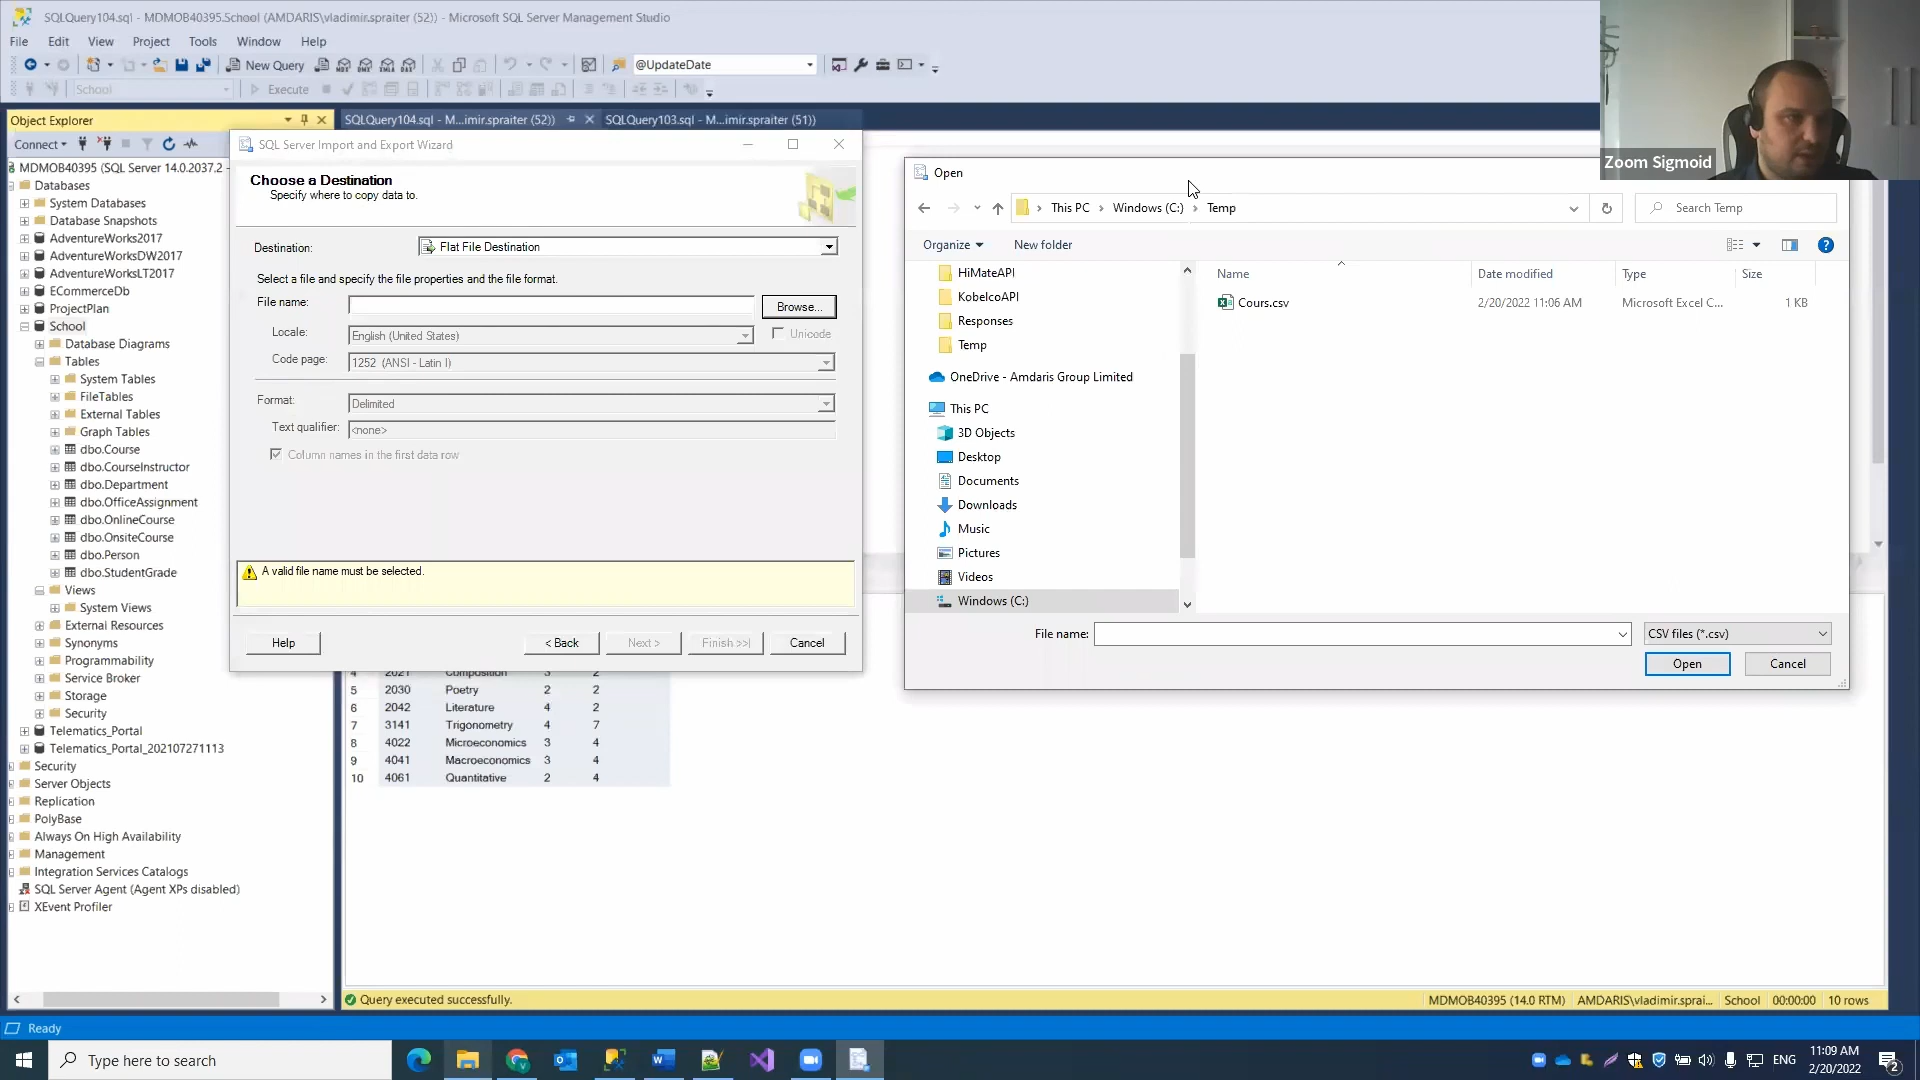 SQLQuery104.sql - MDMOB40395.School (AMDARIS\vladimir.spraiter (52)) - Microsoft SQL Server Management Studio
File Edit View Project Tools Window Help
New Query
@UpdateDate
School
Execute
Object Explorer
SQLQuery104.sql - M...imir.spraiter (52))
SQLQuery103.sql - M...imir.spraiter (51))
Connect
MDMOB40395 (SQL Server 14.0.2037.2 -
Databases
System Databases
Database Snapshots
AdventureWorks2017
AdventureWorksDW2017
AdventureWorksLT2017
ECommerceDb
ProjectPlan
School
Database Diagrams
Tables
System Tables
FileTables
External Tables
Graph Tables
dbo.Course
dbo.CourseInstructor
dbo.Department
dbo.OfficeAssignment
dbo.OnlineCourse
dbo.OnsiteCourse
dbo.Person
dbo.StudentGrade
Views
System Views
External Resources
Synonyms
Programmability
Service Broker
Storage
Security
Telematics_Portal
Telematics_Portal_202107271113
Security
Server Objects
Replication
PolyBase
Always On High Availability
Management
Integration Services Catalogs
SQL Server Agent (Agent XPs disabled)
XEvent Profiler
SQL Server Import and Export Wizard
Choose a Destination
Specify where to copy data to.
Destination: Flat File Destination
Select a file and specify the file properties and the file format.
File name: Browse...
Locale: English (United States) Unicode
Code page: 1252 (ANSI - Latin I)
Format: Delimited
Text qualifier: <none>
Column names in the first data row
A valid file name must be selected.
Help < Back Next > Finish >>| Cancel
4 2021 Composition 3 2
5 2030 Poetry 2 2
6 2042 Literature 4 2
7 3141 Trigonometry 4 7
8 4022 Microeconomics 3 4
9 4041 Macroeconomics 3 4
10 4061 Quantitative 2 4
Open
This PC › Windows (C:) › Temp
Search Temp
Organize New folder
HiMateAPI
KobelcoAPI
Responses
Temp
OneDrive - Amdaris Group Limited
This PC
3D Objects
Desktop
Documents
Downloads
Music
Pictures
Videos
Windows (C:)
Name Date modified Type Size
Cours.csv 2/20/2022 11:06 AM Microsoft Excel C... 1 KB
File name: CSV files (*.csv)
Open Cancel
Zoom Sigmoid
Query executed successfully.
MDMOB40395 (14.0 RTM) AMDARIS\vladimir.sprai... School 00:00:00 10 rows
Ready
Type here to search
ENG
11:09 AM
2/20/2022
2